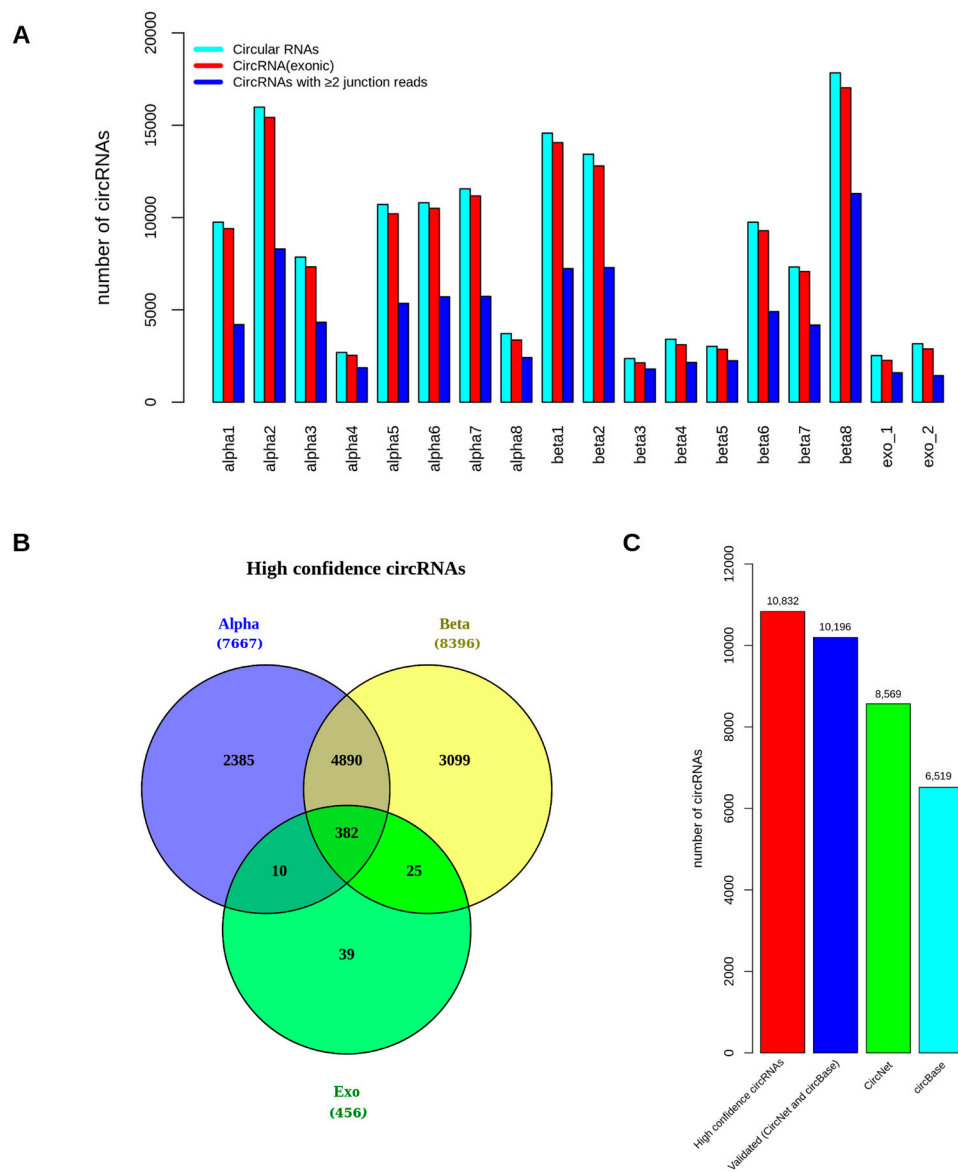 A
number of circRNAs
20000
15000
10000
5000
0
Circular RNAs
CircRNA(exonic)
CircRNAs with ≥2 junction reads
alpha1
alpha2
alpha3
alpha4
alpha5
alpha6
alpha7
alpha8
beta1
beta2
beta3
beta4
beta5
beta6
beta7
beta8
exo_1
exo_2
B
High confidence circRNAs
Alpha
(7667)
Beta
(8396)
2385
4890
3099
382
10
25
39
Exo
(456)
C
number of circRNAs
12000
10000
8000
6000
4000
2000
0
10,832
10,196
8,569
6,519
High confidence circRNAs
Validated (CircNet and circBase)
CircNet
circBase